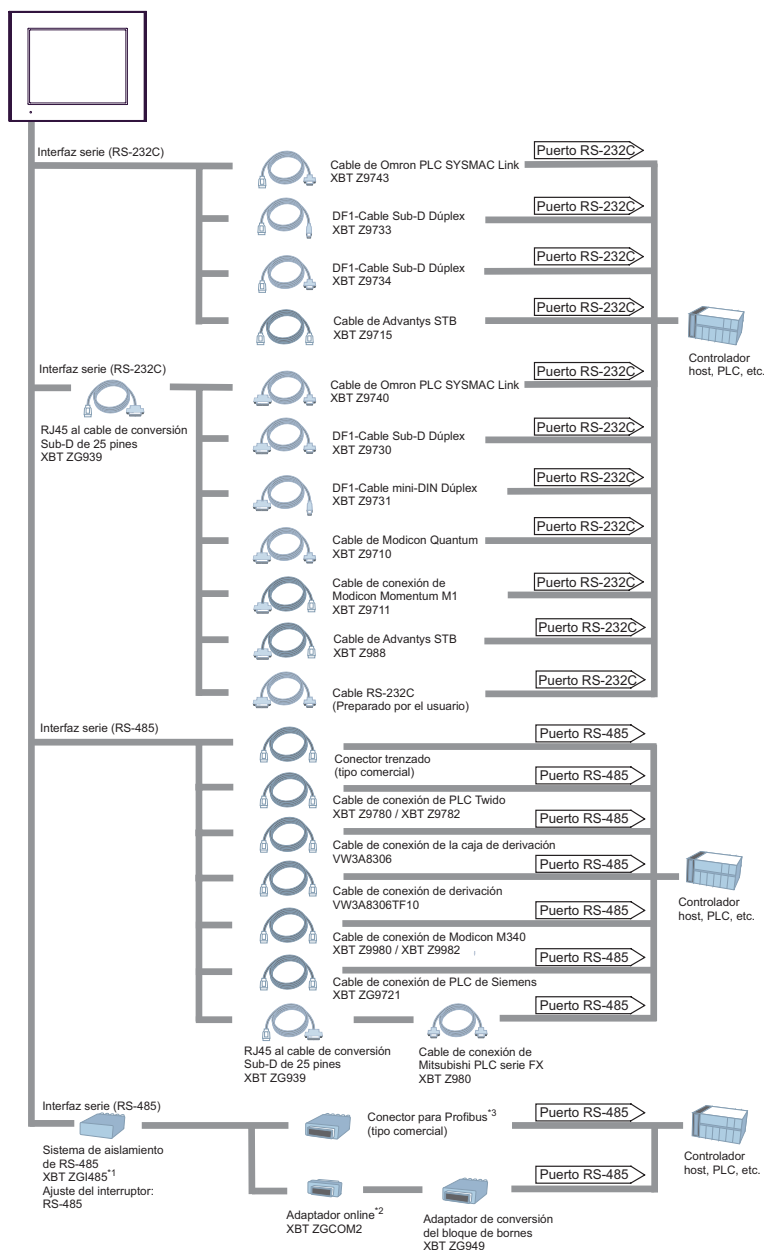 Interfaz serie (RS-232C)
Cable de Omron PLC SYSMAC Link
XBT Z9743
Puerto RS-232C
DF1-Cable Sub-D Dúplex
XBT Z9733
Puerto RS-232C
DF1-Cable Sub-D Dúplex
XBT Z9734
Puerto RS-232C
Cable de Advantys STB
XBT Z9715
Puerto RS-232C
Controlador
host, PLC, etc.
Interfaz serie (RS-232C)
RJ45 al cable de conversión
Sub-D de 25 pines
XBT ZG939
Cable de Omron PLC SYSMAC Link
XBT Z9740
Puerto RS-232C
DF1-Cable Sub-D Dúplex
XBT Z9730
Puerto RS-232C
DF1-Cable mini-DIN Dúplex
XBT Z9731
Puerto RS-232C
Cable de Modicon Quantum
XBT Z9710
Puerto RS-232C
Cable de conexión de
Modicon Momentum M1
XBT Z9711
Puerto RS-232C
Cable de Advantys STB
XBT Z988
Puerto RS-232C
Cable RS-232C
(Preparado por el usuario)
Puerto RS-232C
Interfaz serie (RS-485)
Conector trenzado
(tipo comercial)
Puerto RS-485
Cable de conexión de PLC Twido
XBT Z9780 / XBT Z9782
Puerto RS-485
Cable de conexión de la caja de derivación
VW3A8306
Puerto RS-485
Cable de conexión de derivación
VW3A8306TF10
Puerto RS-485
Controlador
host, PLC, etc.
Cable de conexión de Modicon M340
XBT Z9980 / XBT Z9982
Puerto RS-485
Cable de conexión de PLC de Siemens
XBT ZG9721
Puerto RS-485
RJ45 al cable de conversión
Sub-D de 25 pines
XBT ZG939
Cable de conexión de
Mitsubishi PLC serie FX
XBT Z980
Puerto RS-485
Interfaz serie (RS-485)
Sistema de aislamiento
de RS-485
XBT ZGI485*1
Ajuste del interruptor:
RS-485
Conector para Profibus*3
(tipo comercial)
Puerto RS-485
Controlador
host, PLC, etc.
Adaptador online*2
XBT ZGCOM2
Adaptador de conversión
del bloque de bornes
XBT ZG949
Puerto RS-485